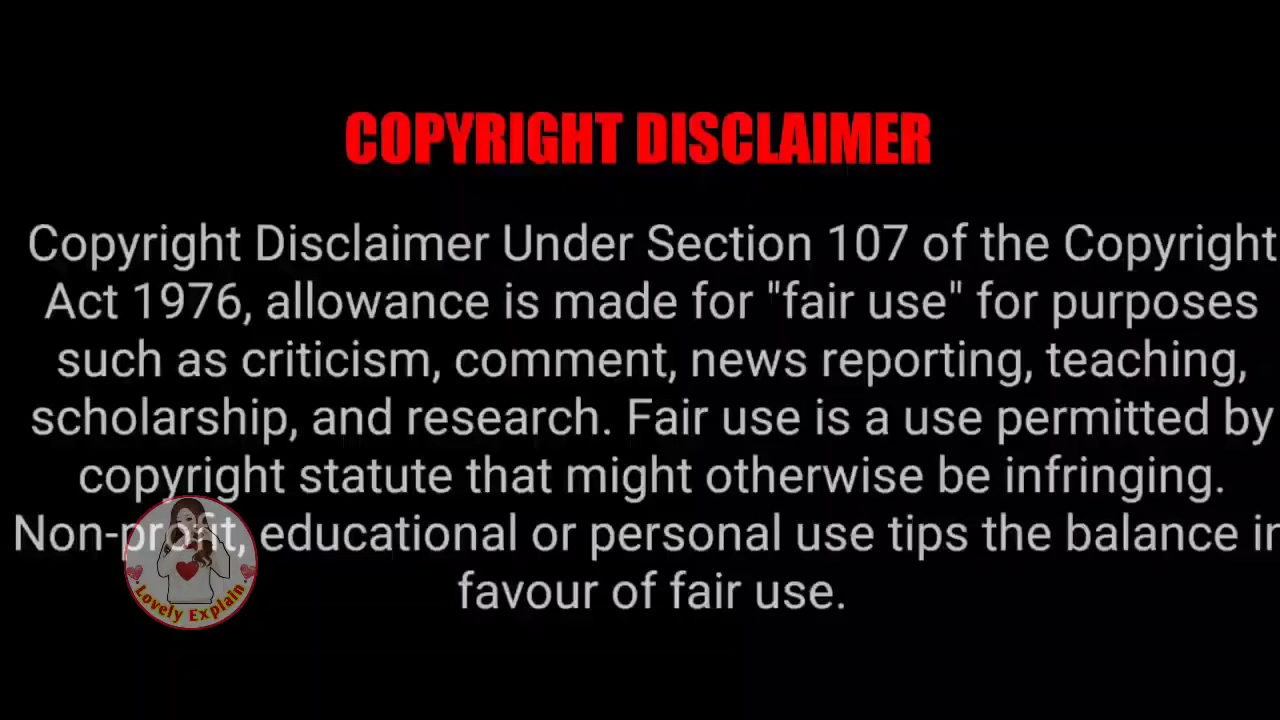 COPYRIGHT DISCLAIMER
Copyright Disclaimer Under Section 107 of the Copyright
Act 1976, allowance is made for "fair use" for purposes
such as criticism, comment, news reporting, teaching,
scholarship, and research. Fair use is a use permitted by
copyright statute that might otherwise be infringing.
Non-profit, educational or personal use tips the balance in
favour of fair use.
Lovely Explain